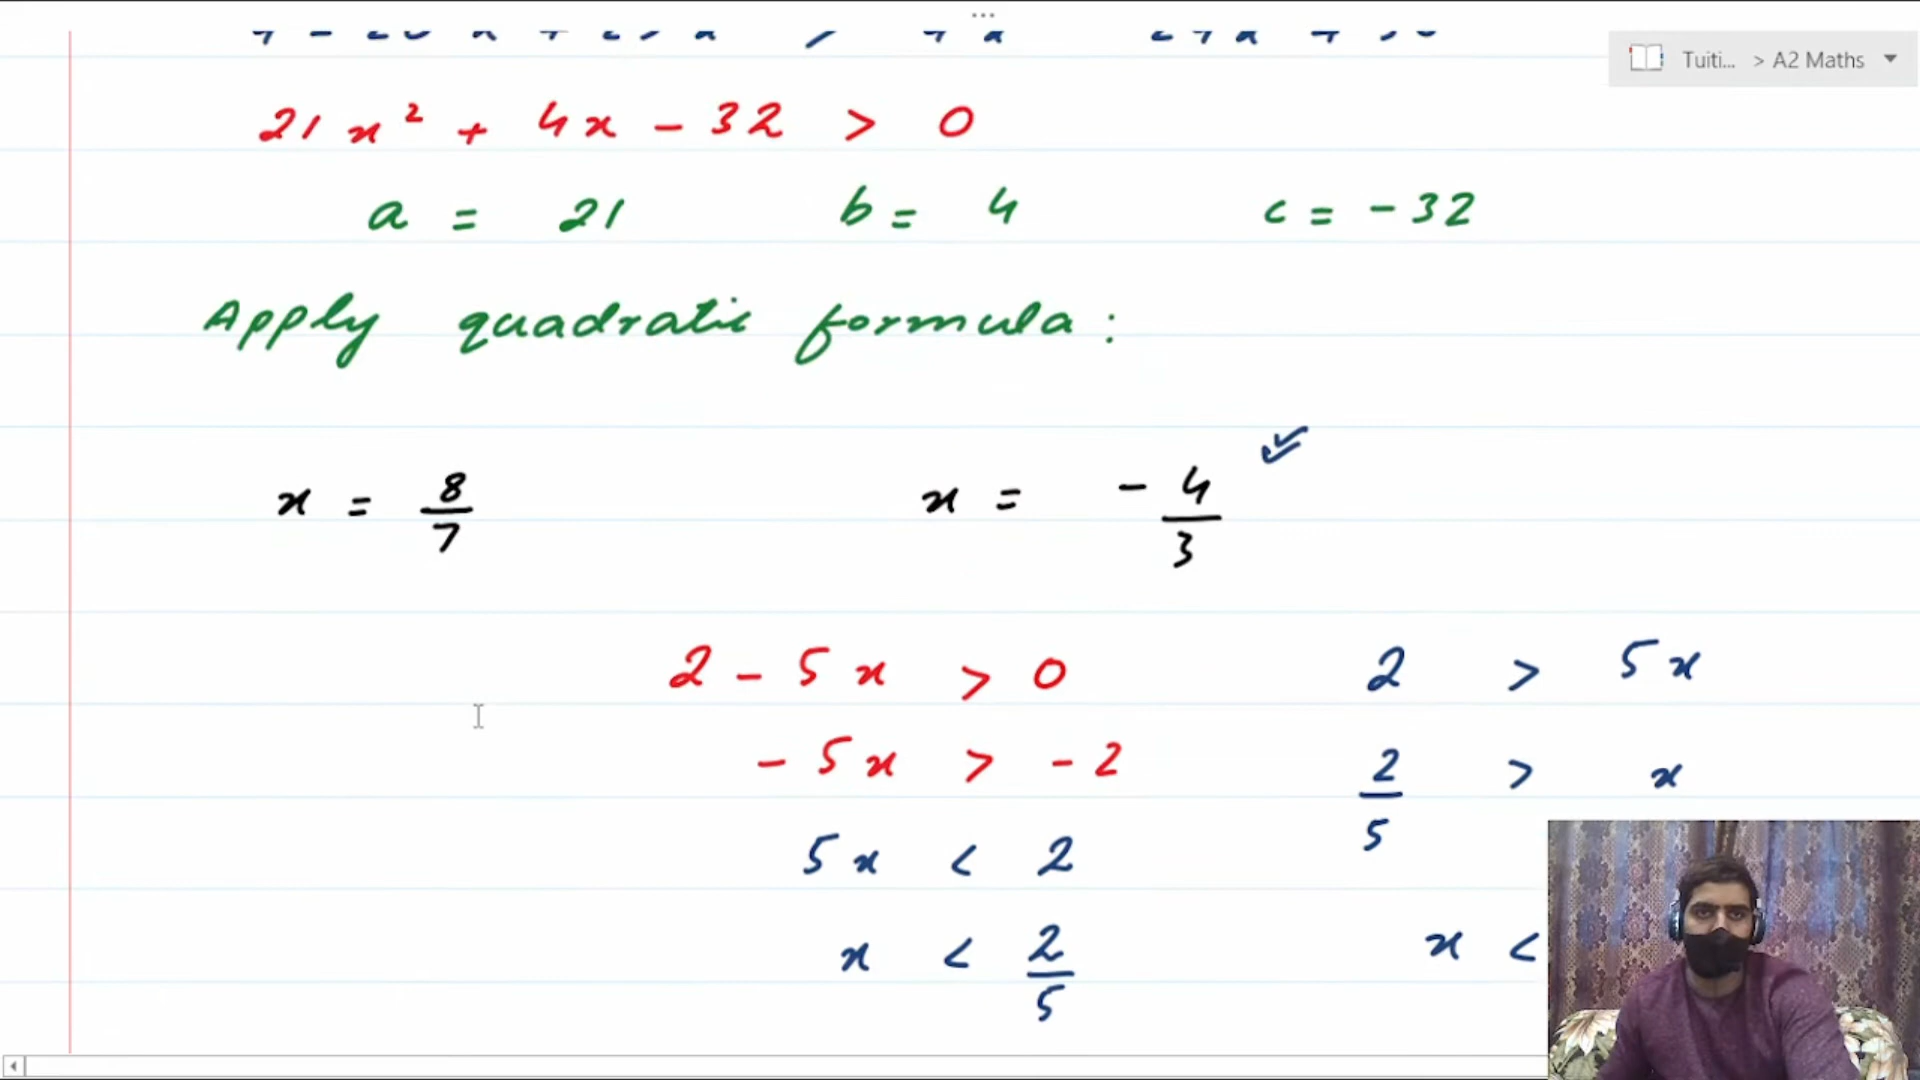 Tuiti... > A2 Maths
21x² + 4x - 32 > 0
a = 21 b = 4 c = -32
Apply quadratic formula:
x = 8/7 x = -4/3
2 - 5x > 0 2 > 5x
-5x > -2 2/5 > x
5x < 2
x < 2/5 x <